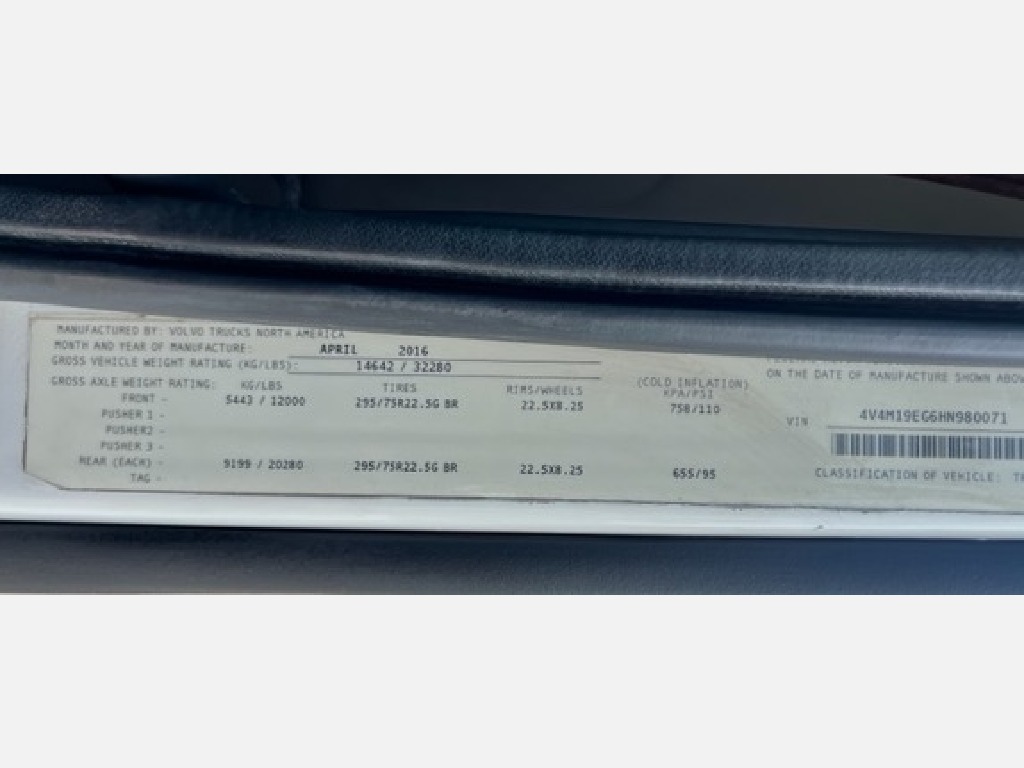 MANUFACTURED BY: VOLVO TRUCKS NORTH AMERICA
MONTH AND YEAR OF MANUFACTURE: APRIL 2016
GROSS VEHICLE WEIGHT RATING (KG/LBS): 14642 / 32280
GROSS AXLE WEIGHT RATING: KG/LBS TIRES RIMS/WHEELS (COLD INFLATION) KPA/PSI
FRONT - 5443 / 12000 295/75R22.5G BR 22.5X8.25 758/110
PUSHER 1 -
PUSHER2 -
PUSHER 3 -
REAR (EACH) - 9199 / 20280 295/75R22.5G BR 22.5X8.25 655/95
TAG -
ON THE DATE OF MANUFACTURE SHOWN ABOV
VIN 4V4M19EG6HN980071
CLASSIFICATION OF VEHICLE: TR